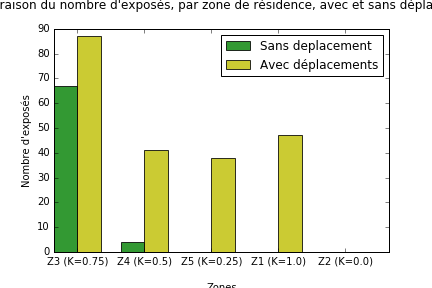 raison du nombre d'exposés, par zone de résidence, avec et sans dépla
90
80
70
60
50
40
30
20
10
0
Nombre d'exposés
Sans deplacement
Avec déplacements
Z3 (K=0.75) Z4 (K=0.5) Z5 (K=0.25) Z1 (K=1.0) Z2 (K=0.0)
Zones